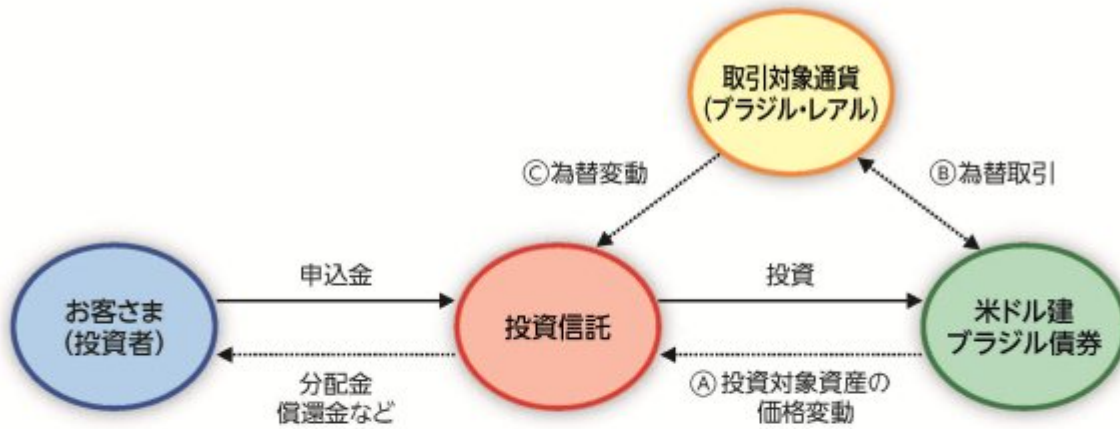 取引対象通貨
(ブラジル・レアル)
Ⓒ為替変動
Ⓑ為替取引
申込金
投資
お客さま
(投資者)
投資信託
米ドル建
ブラジル債券
分配金
償還金など
Ⓐ投資対象資産の
価格変動